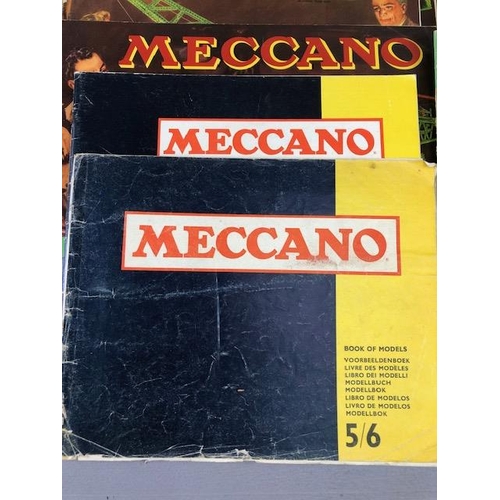 MECCANO
MECCANO
MECCANO
BOOK OF MODELS
VOORBEELDENBOEK
LIVRE DES MODÈLES
LIBRO DEI MODELLI
MODELLBUCH
MODELLBOK
LIBRO DE MODELOS
LIVRO DE MODELOS
MODELLBOK
5/6